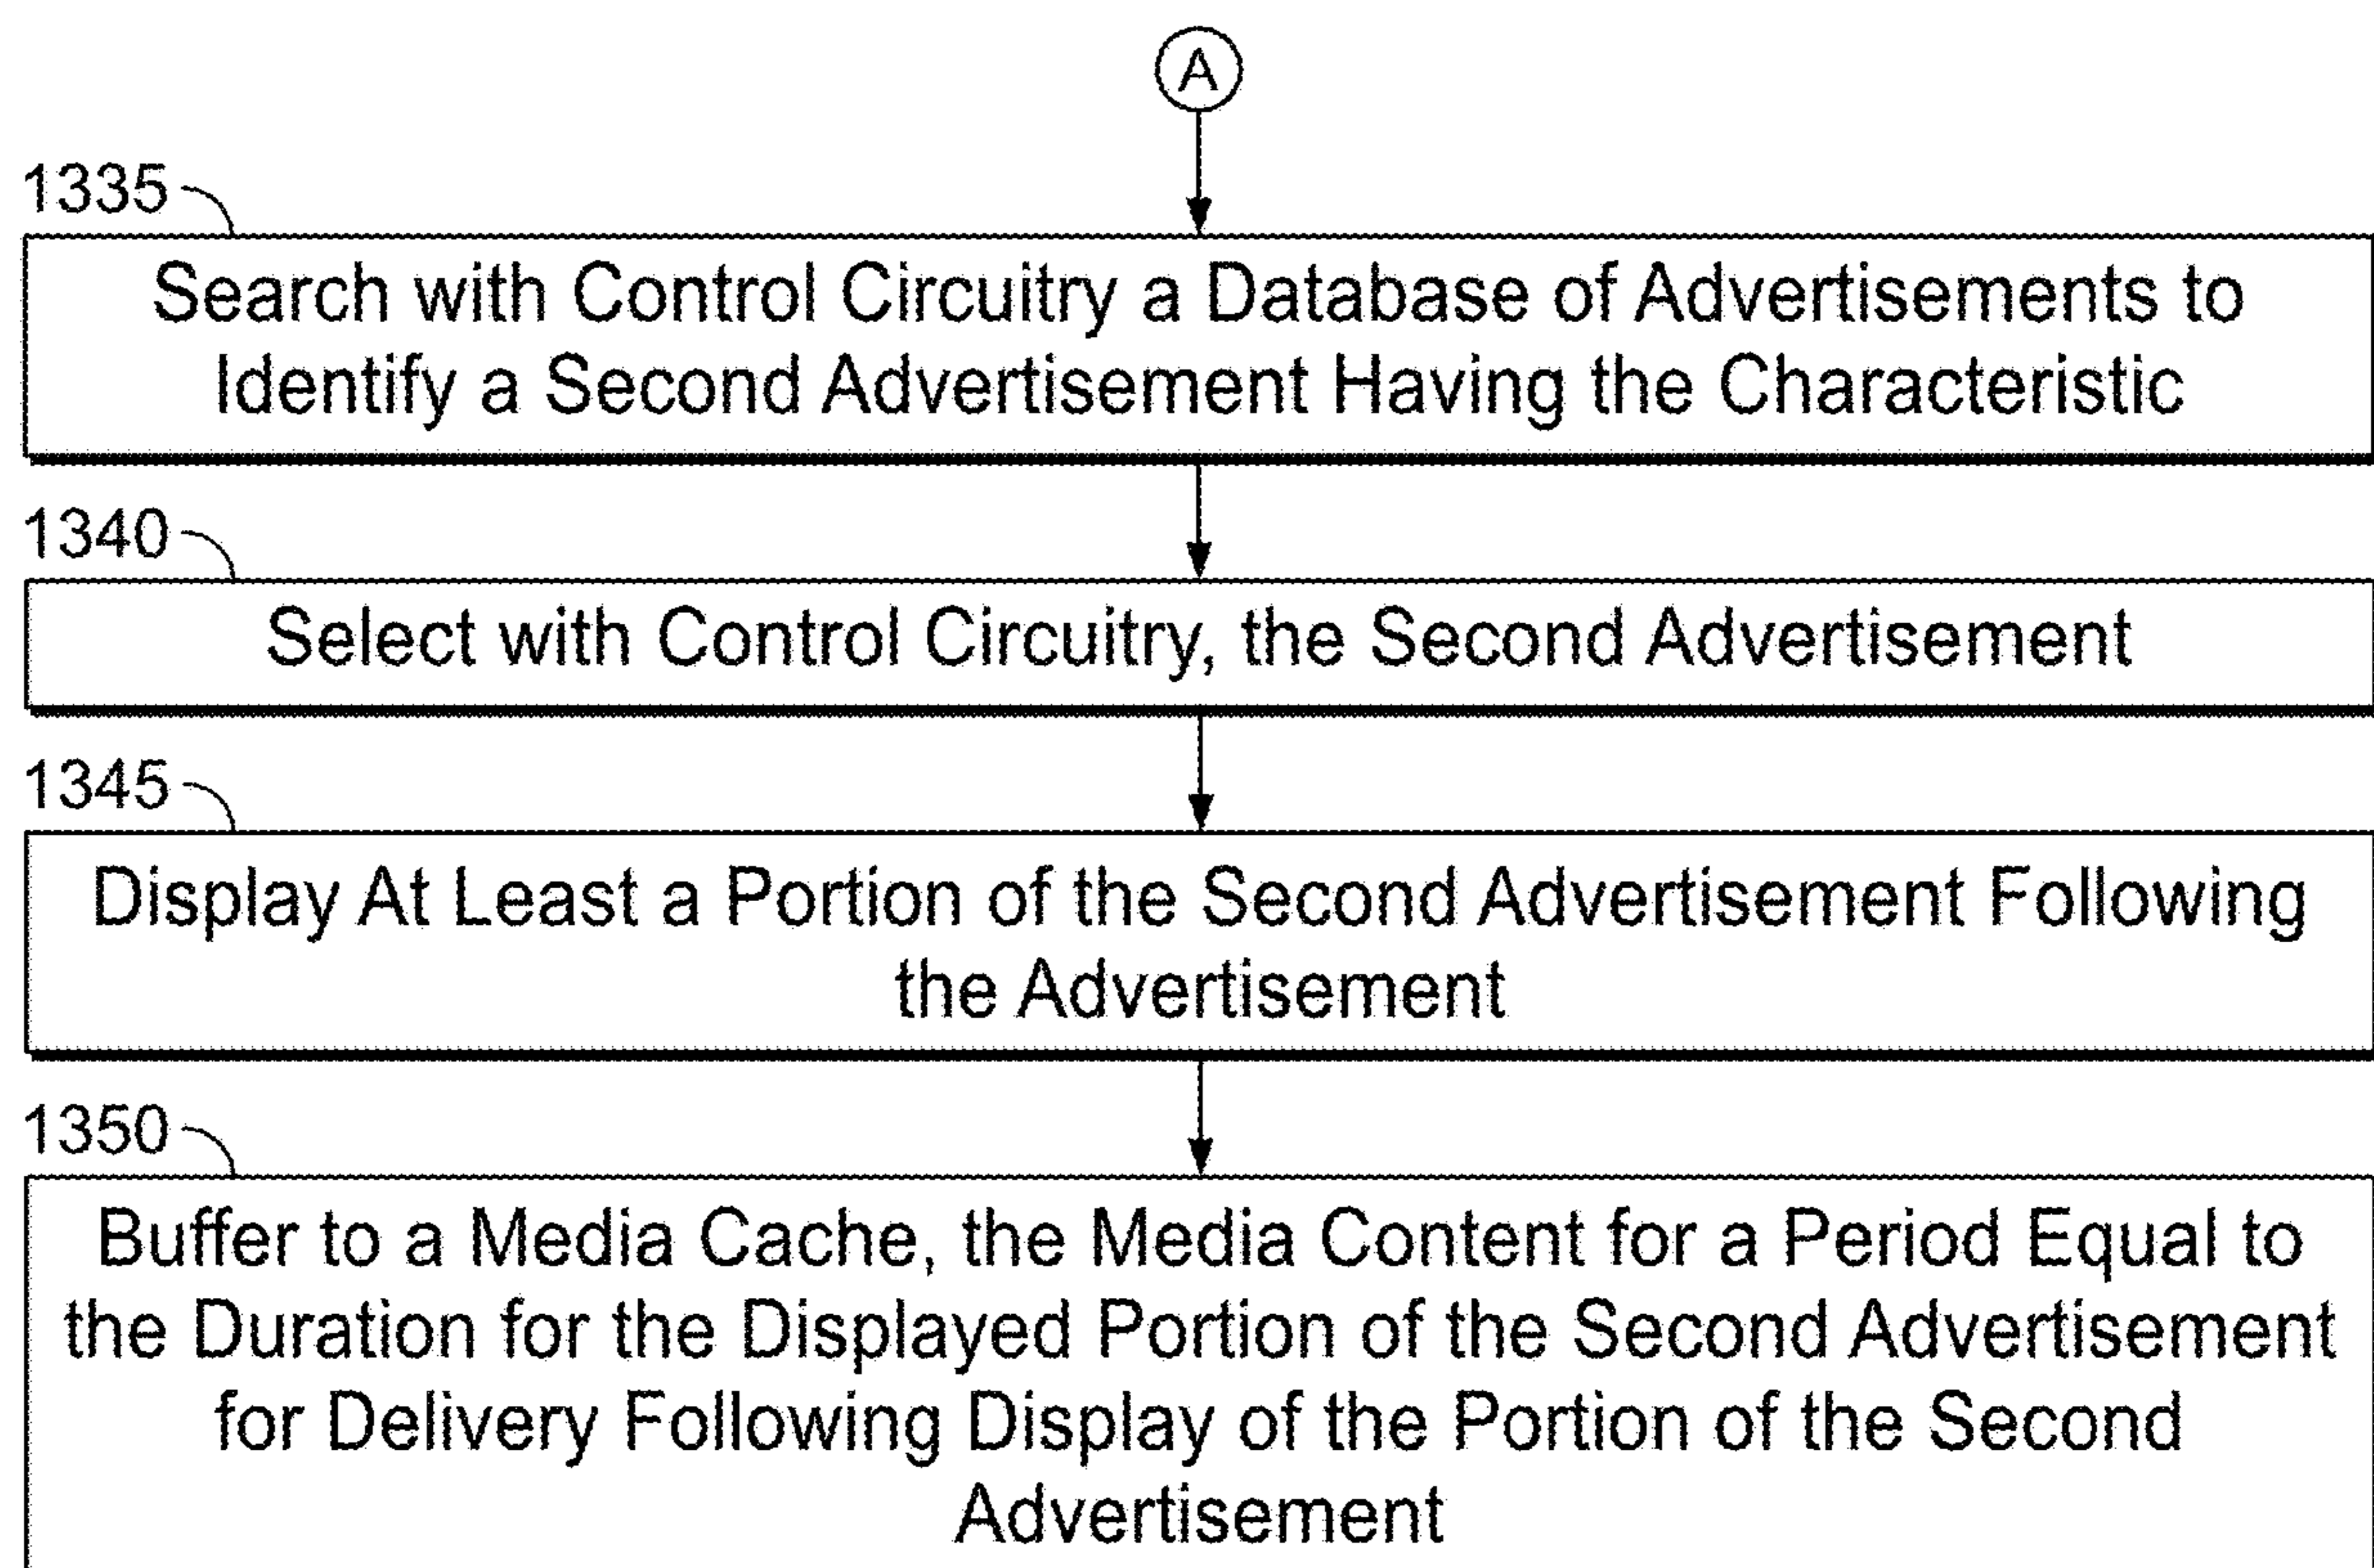 A
1335
Search with Control Circuitry a Database of Advertisements to
Identify a Second Advertisement Having the Characteristic
1340
Select with Control Circuitry, the Second Advertisement
1345
Display At Least a Portion of the Second Advertisement Following
the Advertisement
1350
Buffer to a Media Cache, the Media Content for a Period Equal to
the Duration for the Displayed Portion of the Second Advertisement
for Delivery Following Display of the Portion of the Second
Advertisement